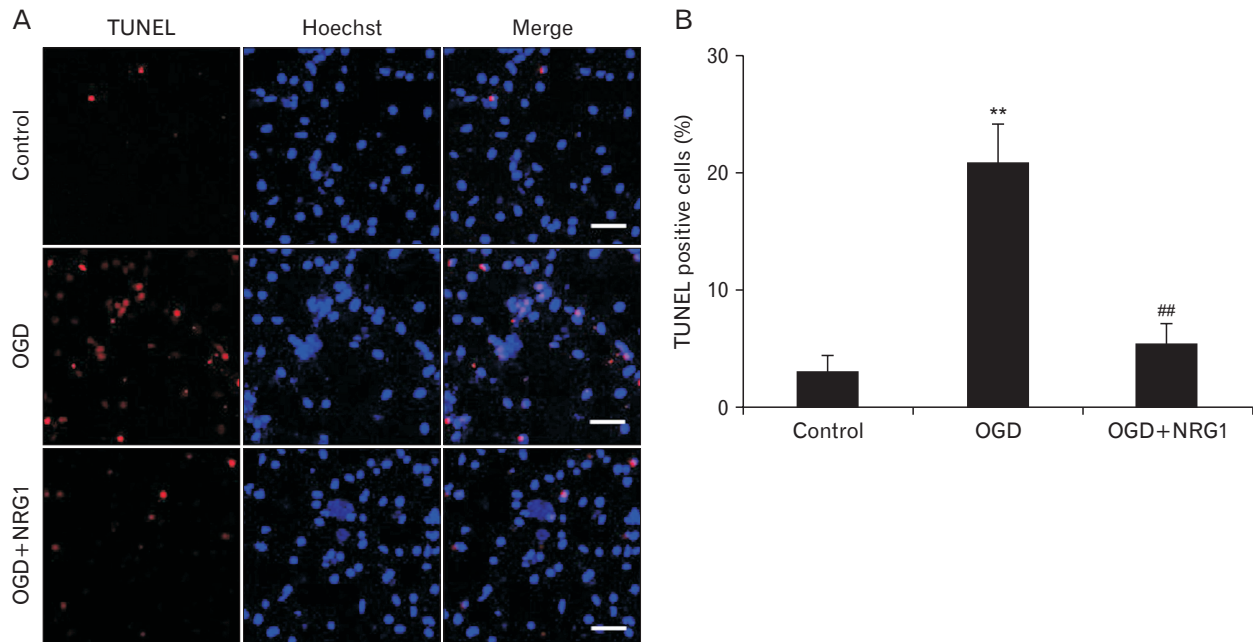 A
TUNEL
Hoechst
Merge
Control
OGD
OGD+NRG1
B
TUNEL positive cells (%)
30
20
10
0
**
##
Control
OGD
OGD+NRG1